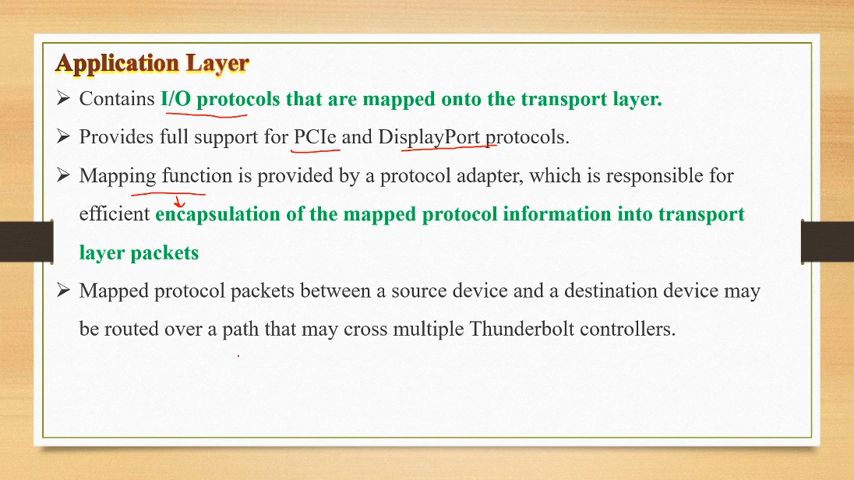 Application Layer
➢ Contains I/O protocols that are mapped onto the transport layer.
➢ Provides full support for PCIe and DisplayPort protocols.
➢ Mapping function is provided by a protocol adapter, which is responsible for
efficient encapsulation of the mapped protocol information into transport
layer packets
➢ Mapped protocol packets between a source device and a destination device may
be routed over a path that may cross multiple Thunderbolt controllers.